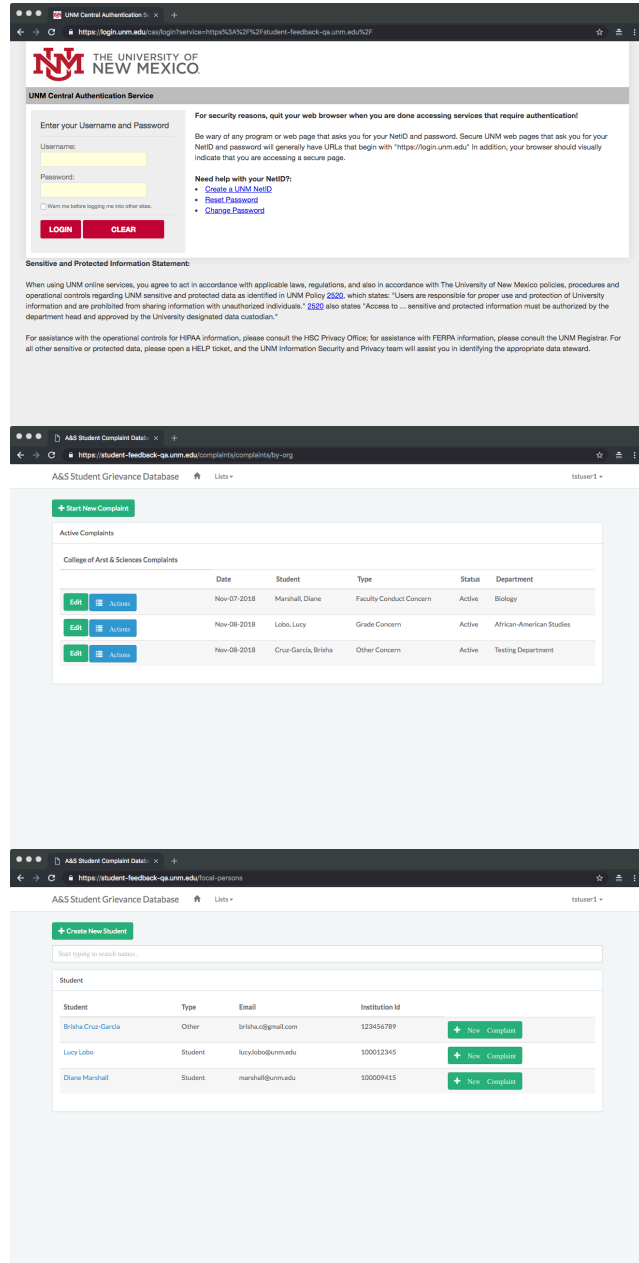 UNM Central Authentication Se
https://login.unm.edu/cas/login?service=https%3A%2F%2Fstudent-feedback-qa.unm.edu%2F
NM
THE UNIVERSITY OF
NEW MEXICO.
UNM Central Authentication Service
Enter your Username and Password
Username:
Password:
Warn me before logging me into other sites.
LOGIN
CLEAR
For security reasons, quit your web browser when you are done accessing services that require authentication!
Be wary of any program or web page that asks you for your NetID and password. Secure UNM web pages that ask you for your
NetID and password will generally have URLs that begin with "https://login.unm.edu" In addition, your browser should visually
indicate that you are accessing a secure page.
Need help with your NetID?:
• Create a UNM NetID
• Reset Password
• Change Password
Sensitive and Protected Information Statement:
When using UNM online services, you agree to act in accordance with applicable laws, regulations, and also in accordance with The University of New Mexico policies, procedures and
operational controls regarding UNM sensitive and protected data as identified in UNM Policy 2520, which states: "Users are responsible for proper use and protection of University
information and are prohibited from sharing information with unauthorized individuals." 2520 also states "Access to ... sensitive and protected information must be authorized by the
department head and approved by the University designated data custodian."
For assistance with the operational controls for HIPAA information, please consult the HSC Privacy Office; for assistance with FERPA information, please consult the UNM Registrar. For
all other sensitive or protected data, please open a HELP ticket, and the UNM Information Security and Privacy team will assist you in identifying the appropriate data steward.
A&S Student Complaint Datab
https://student-feedback-qa.unm.edu/complaints/complaints/by-org
A&S Student Grievance Database Lists tstuser1
+ Start New Complaint
Active Complaints
College of Arst & Sciences Complaints
Date Student Type Status Department
Edit Actions Nov-07-2018 Marshall, Diane Faculty Conduct Concern Active Biology
Edit Actions Nov-08-2018 Lobo, Lucy Grade Concern Active African-American Studies
Edit Actions Nov-08-2018 Cruz-Garcia, Brisha Other Concern Active Testing Department
A&S Student Complaint Datab
https://student-feedback-qa.unm.edu/focal-persons
A&S Student Grievance Database Lists tstuser1
+ Create New Student
Start typing to search names..
Student
Student Type Email Institution Id
Brisha Cruz-Garcia Other brisha.c@gmail.com 123456789 + New Complaint
Lucy Lobo Student lucy.lobo@unm.edu 100012345 + New Complaint
Diane Marshall Student marshall@unm.edu 100009415 + New Complaint